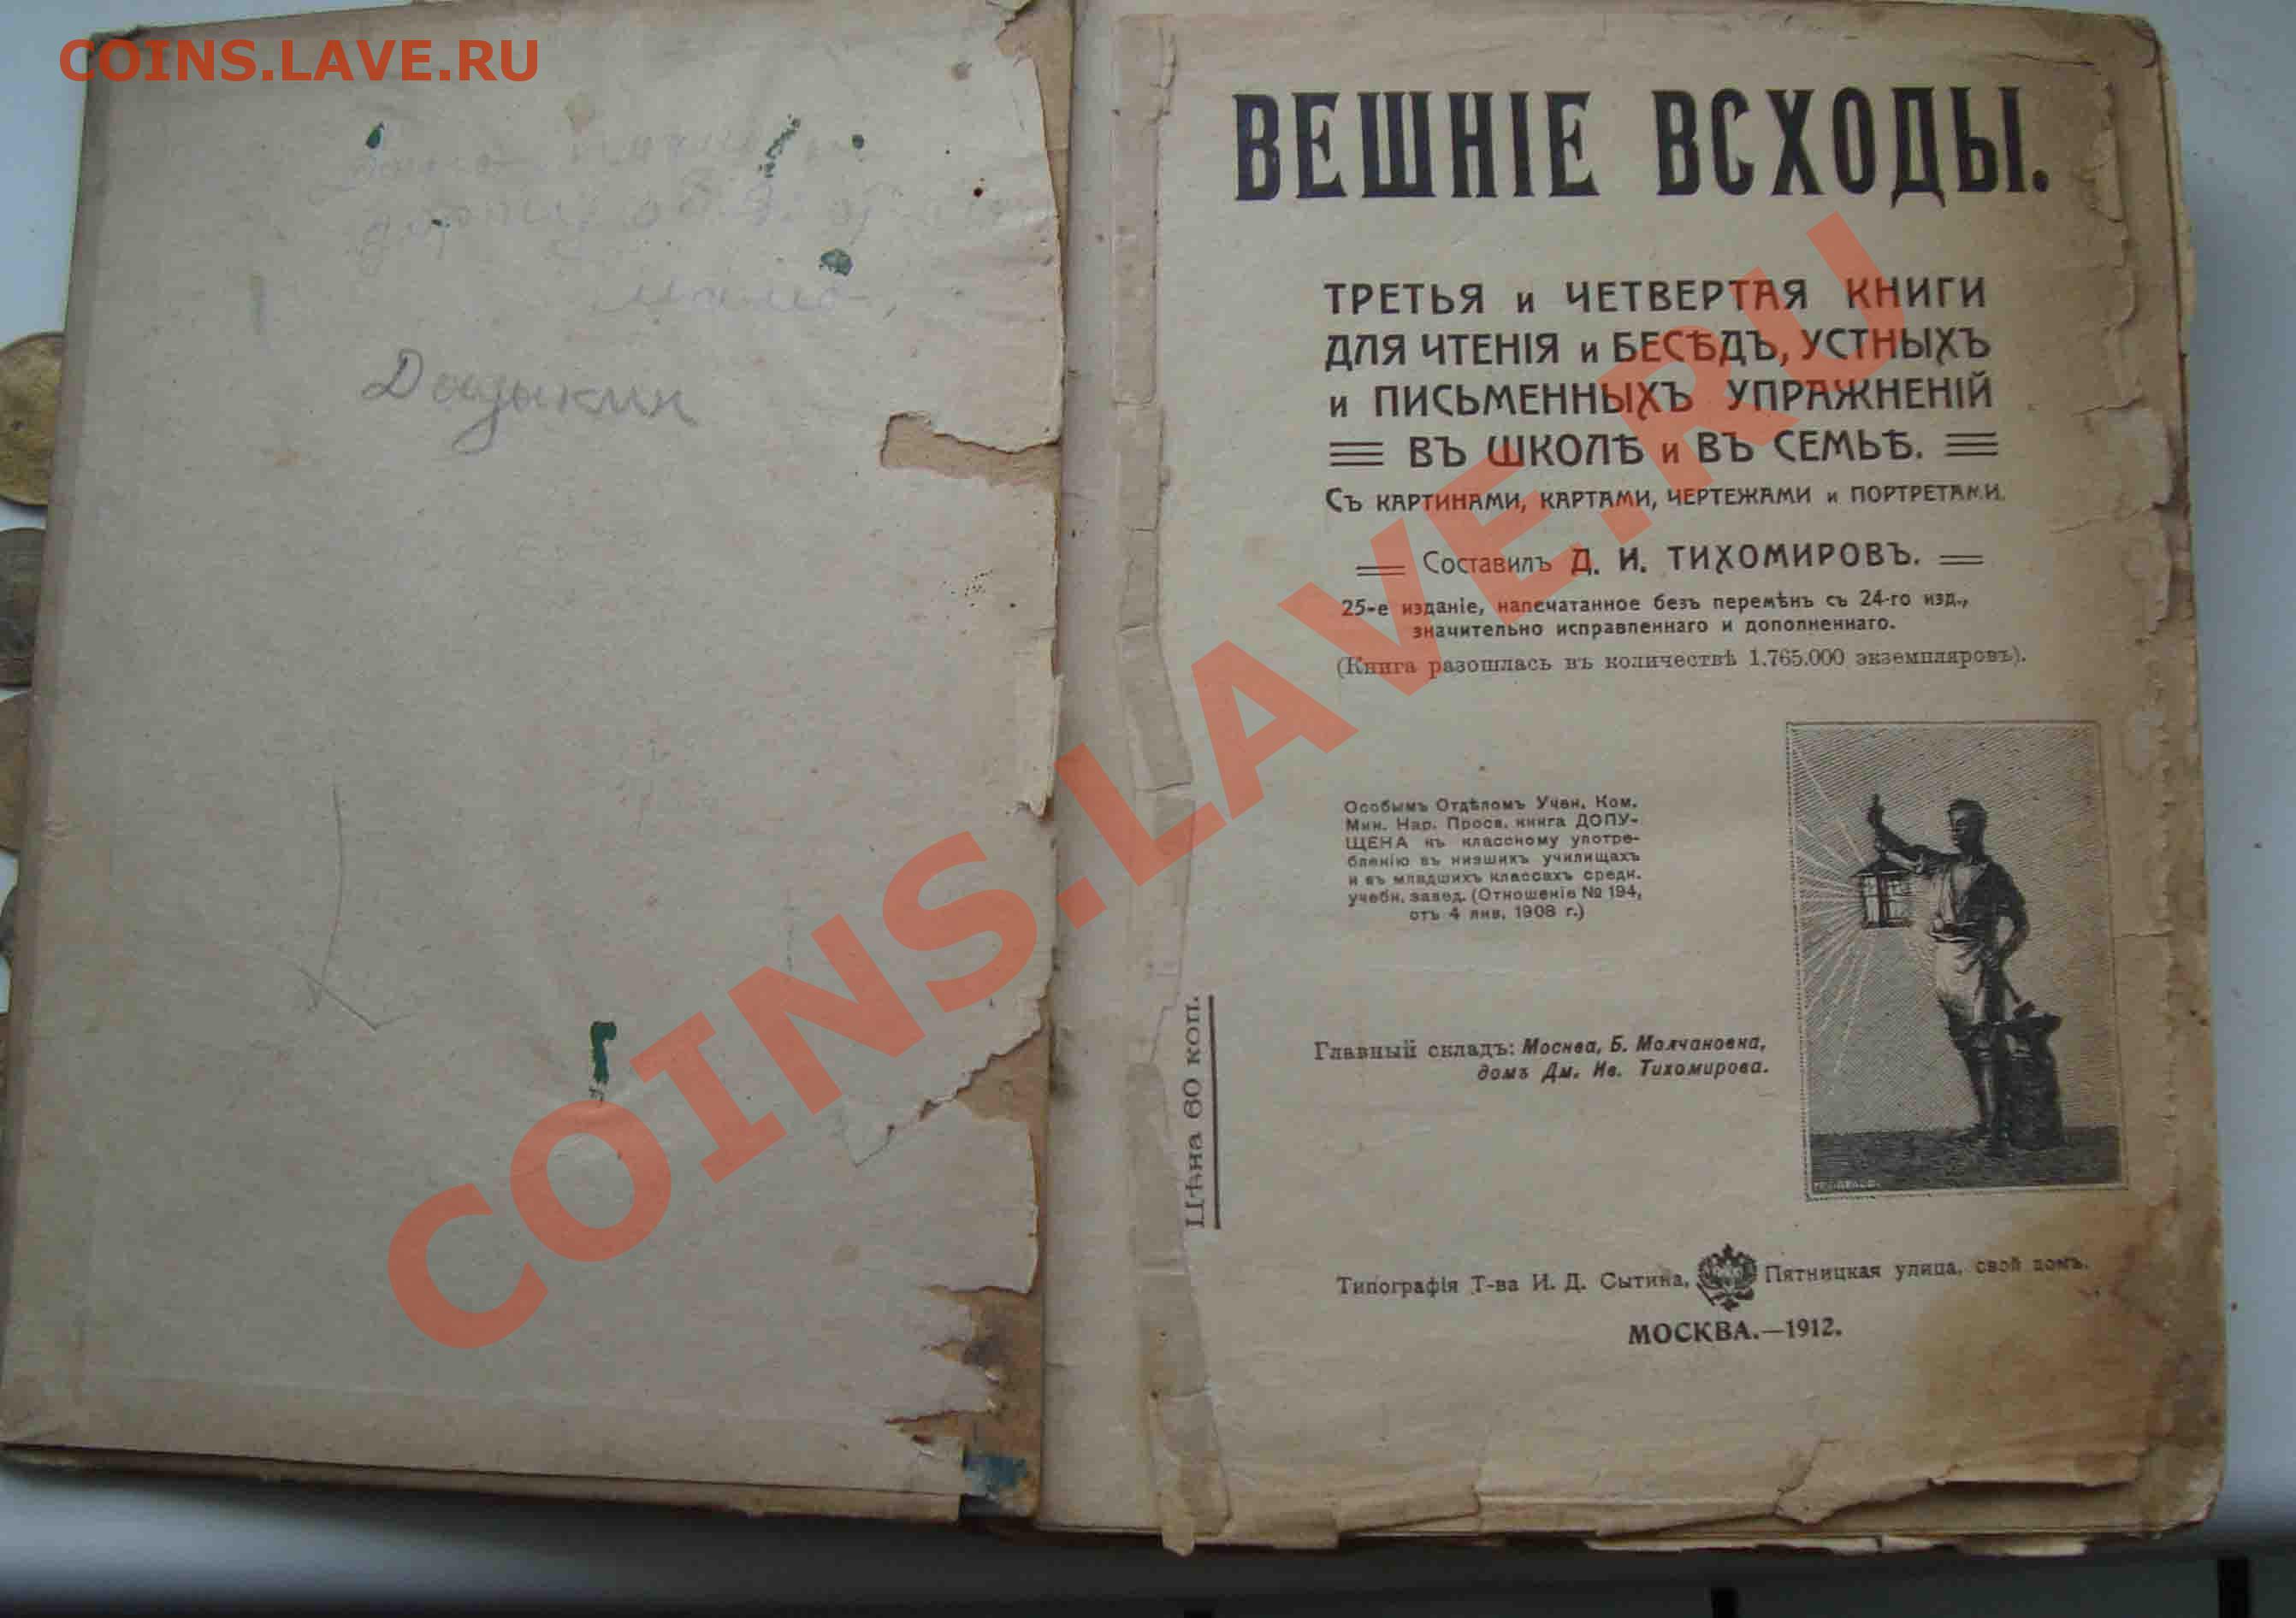 COINS.LAVE.RU
Дадыкин
ВЕШНІЕ ВСХОДЫ.
ТРЕТЬЯ и ЧЕТВЕРТАЯ КНИГИ
ДЛЯ ЧТЕНІЯ и БЕСѢДЪ, УСТНЫХЪ
и ПИСЬМЕННЫХЪ УПРАЖНЕНІЙ
ВЪ ШКОЛѢ и ВЪ СЕМЬѢ.
Съ КАРТИНАМИ, КАРТАМИ, ЧЕРТЕЖАМИ и ПОРТРЕТАМИ.
Составилъ Д. И. ТИХОМИРОВЪ.
25-е изданіе, напечатанное безъ перемѣнъ съ 24-го изд.,
значительно исправленнаго и дополненнаго.
(Книга разошлась въ количествѣ 1.765.000 экземпляровъ).
Особымъ Отдѣломъ Учен. Ком.
Мин. Нар. Просв. книга ДОПУ-
ЩЕНА къ классному употре-
бленію въ низшихъ училищахъ
и въ младшихъ классахъ средн.
учебн. завед. (Отношеніе № 194,
отъ 4 янв. 1908 г.)
Главный складъ: Москва, Б. Молчановка,
домъ Дм. Ив. Тихомирова.
Цѣна 60 коп.
Типографія Т-ва И. Д. Сытина, Пятницкая улица, свой домъ.
МОСКВА.—1912.
COINS.LAVE.RU